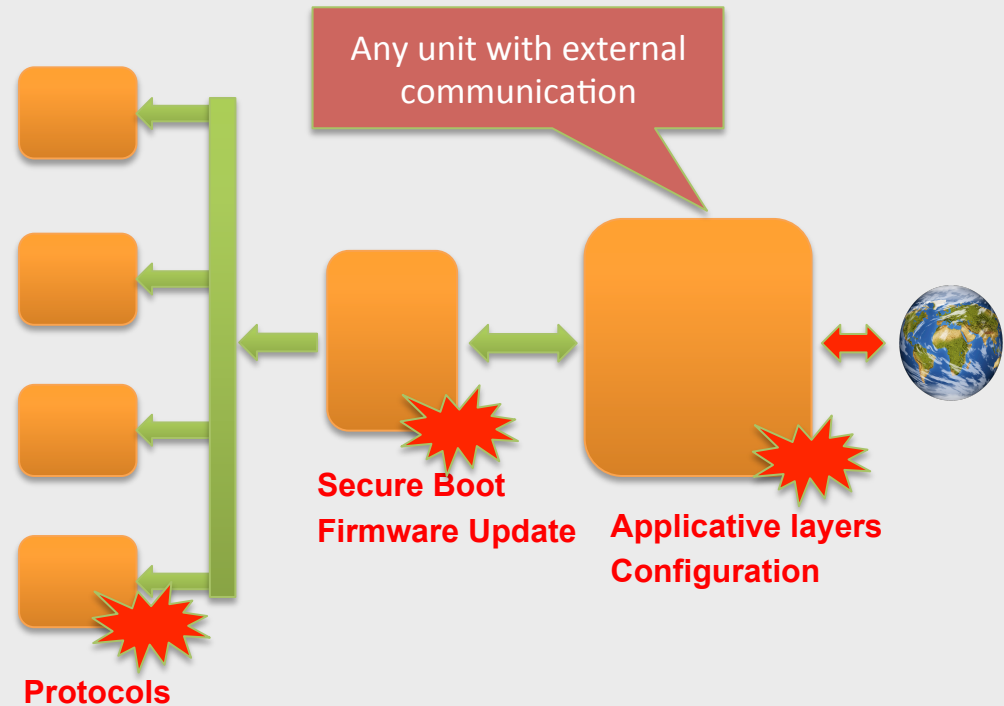 Any unit with external
communication
Secure Boot
Firmware Update
Applicative layers
Configuration
Protocols